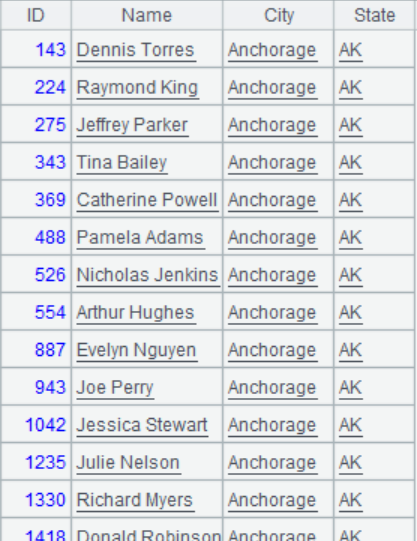 ID Name City State
143 Dennis Torres Anchorage AK
224 Raymond King Anchorage AK
275 Jeffrey Parker Anchorage AK
343 Tina Bailey Anchorage AK
369 Catherine Powell Anchorage AK
488 Pamela Adams Anchorage AK
526 Nicholas Jenkins Anchorage AK
554 Arthur Hughes Anchorage AK
887 Evelyn Nguyen Anchorage AK
943 Joe Perry Anchorage AK
1042 Jessica Stewart Anchorage AK
1235 Julie Nelson Anchorage AK
1330 Richard Myers Anchorage AK
1418 Donald Robinson Anchorage AK